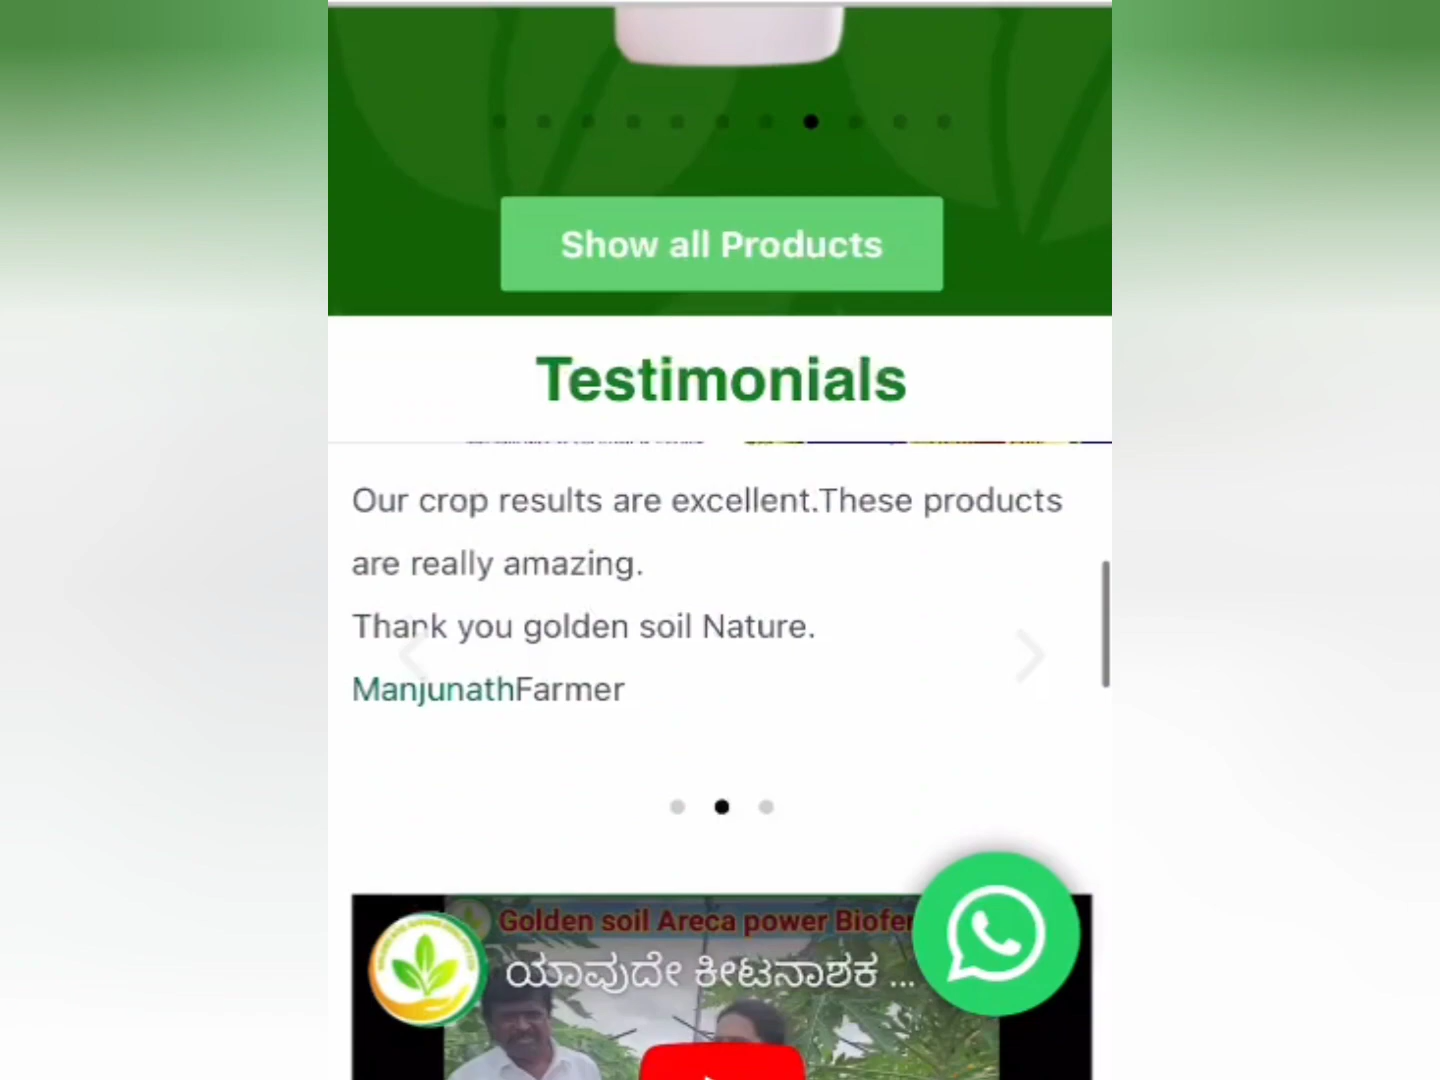 Show all Products
Testimonials
Our crop results are excellent.These products
are really amazing.
Thank you golden soil Nature.
ManjunathFarmer
Golden soil Areca power
ಯಾವುದೇ ಕೀಟನಾಶಕ ...